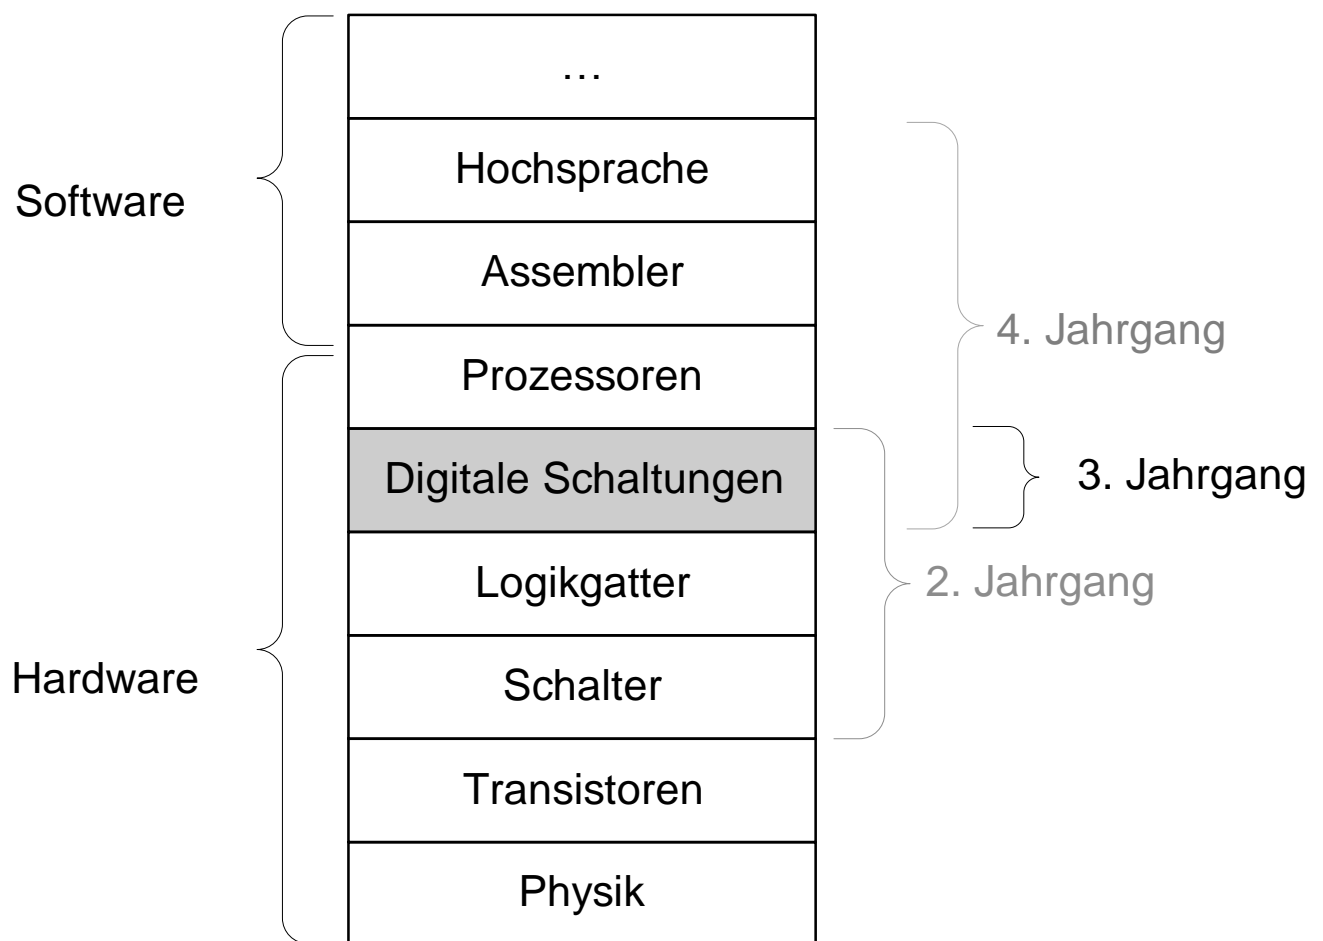 …
Hochsprache
Software
Assembler
4. Jahrgang
Prozessoren
Digitale Schaltungen
3. Jahrgang
Logikgatter
2. Jahrgang
Hardware
Schalter
Transistoren
Physik